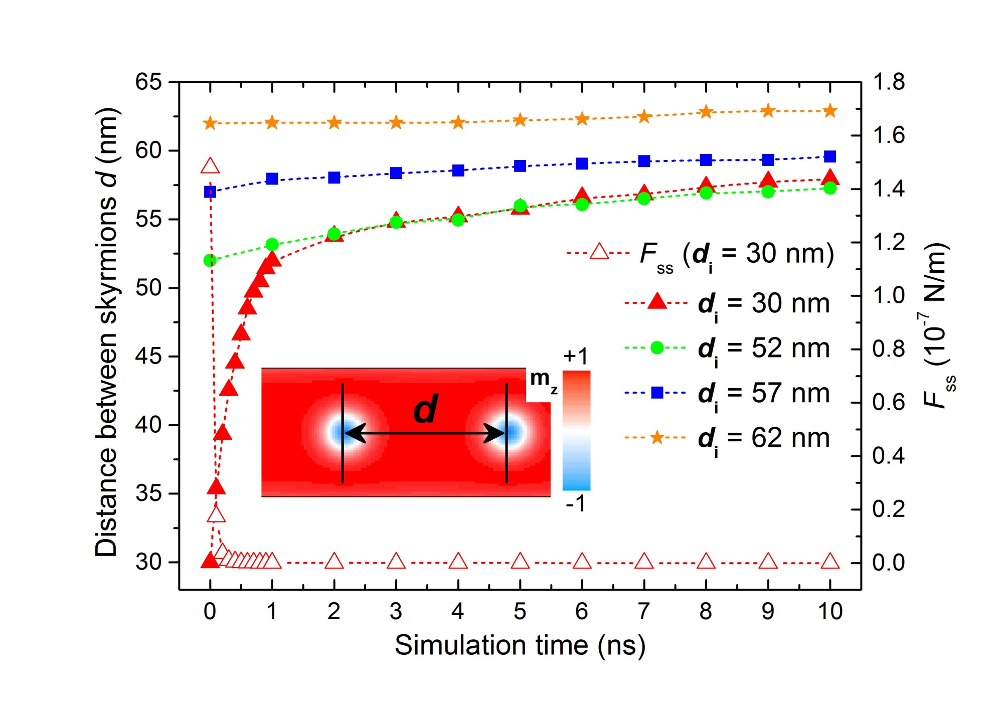 65
60
55
50
45
40
35
30
Distance between skyrmions d (nm)
1.8
1.6
1.4
1.2
1.0
0.8
0.6
0.4
0.2
0.0
Fss (10-7 N/m)
Fss (di = 30 nm)
di = 30 nm
di = 52 nm
di = 57 nm
di = 62 nm
+1
mz
d
-1
0 1 2 3 4 5 6 7 8 9 10
Simulation time (ns)